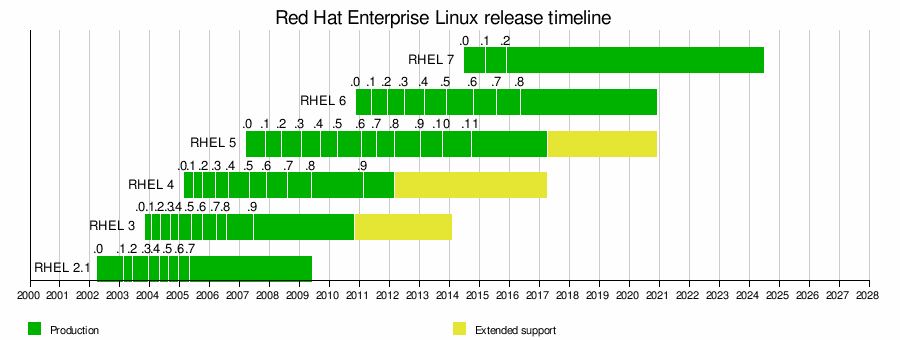 Red Hat Enterprise Linux release timeline
.0 .1 .2
RHEL 7
.0 .1 .2 .3 .4 .5 .6 .7 .8
RHEL 6
.0 .1 .2 .3 .4 .5 .6 .7 .8 .9 .10 .11
RHEL 5
.0 .1 .2 .3 .4 .5 .6 .7 .8 .9
RHEL 4
.0 .1 .2 .3 .4 .5 .6 .7 .8 .9
RHEL 3
.0 .1 .2 .3 .4 .5 .6 .7
RHEL 2.1
2000 2001 2002 2003 2004 2005 2006 2007 2008 2009 2010 2011 2012 2013 2014 2015 2016 2017 2018 2019 2020 2021 2022 2023 2024 2025 2026 2027 2028
Production Extended support